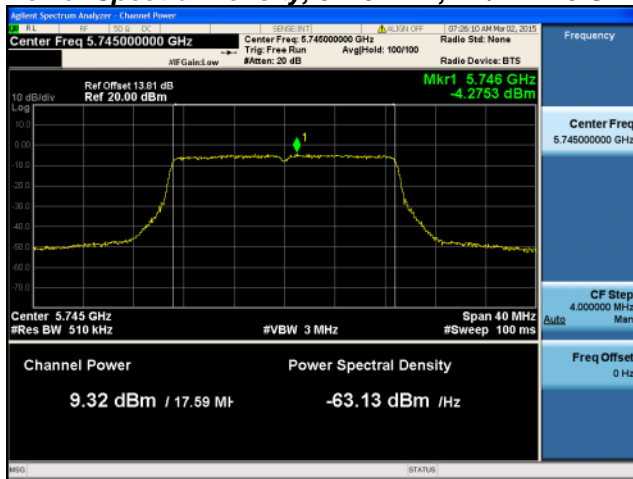 Agilent Spectrum Analyzer - Channel Power
RL RF 50 Ω DC SENSE:INT ALIGN OFF 07:26:10 AM Mar 02, 2015
Center Freq 5.745000000 GHz
Center Freq: 5.745000000 GHz
Radio Std: None
Trig: Free Run Avg|Hold: 100/100
#IFGain:Low #Atten: 20 dB Radio Device: BTS
Frequency
Ref Offset 13.81 dB
Mkr1 5.746 GHz
10 dB/div Ref 20.00 dBm
-4.2753 dBm
Log
10.0
0.00
-10.0
-20.0
-30.0
-40.0
-50.0
-60.0
-70.0
1
Center Freq
5.745000000 GHz
Center 5.745 GHz Span 40 MHz
#Res BW 510 kHz #VBW 3 MHz #Sweep 100 ms
CF Step
4.000000 MHz
Auto Man
Channel Power Power Spectral Density
9.32 dBm / 17.59 MH -63.13 dBm /Hz
Freq Offset
0 Hz
MSG STATUS